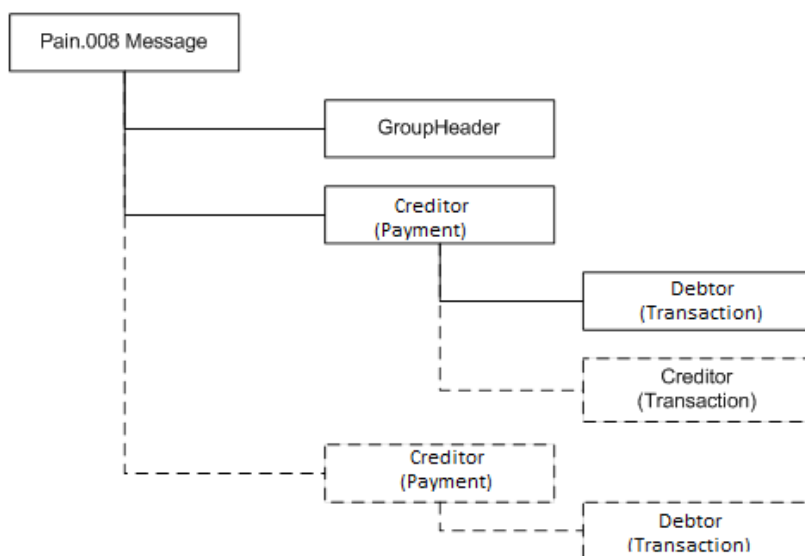 Pain.008 Message
GroupHeader
Creditor
(Payment)
Debtor
(Transaction)
Creditor
(Transaction)
Creditor
(Payment)
Debtor
(Transaction)